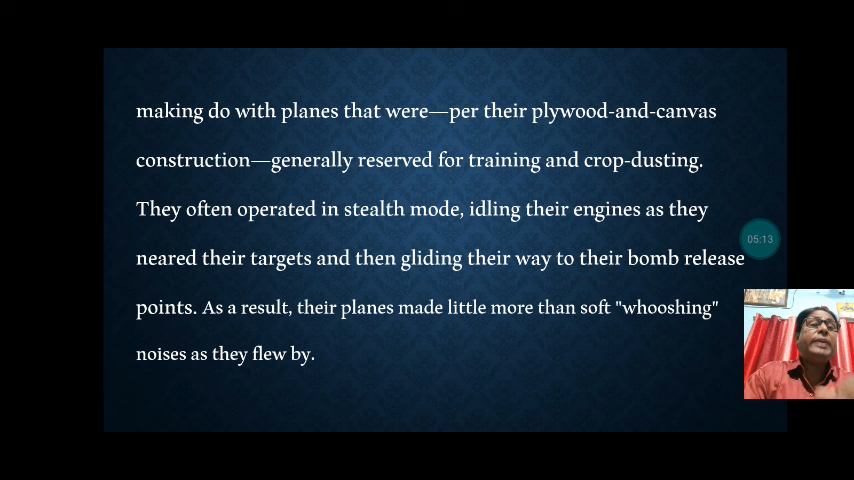 making do with planes that were—per their plywood-and-canvas
construction—generally reserved for training and crop-dusting.
They often operated in stealth mode, idling their engines as they
neared their targets and then gliding their way to their bomb release
points. As a result, their planes made little more than soft "whooshing"
noises as they flew by.
05:13